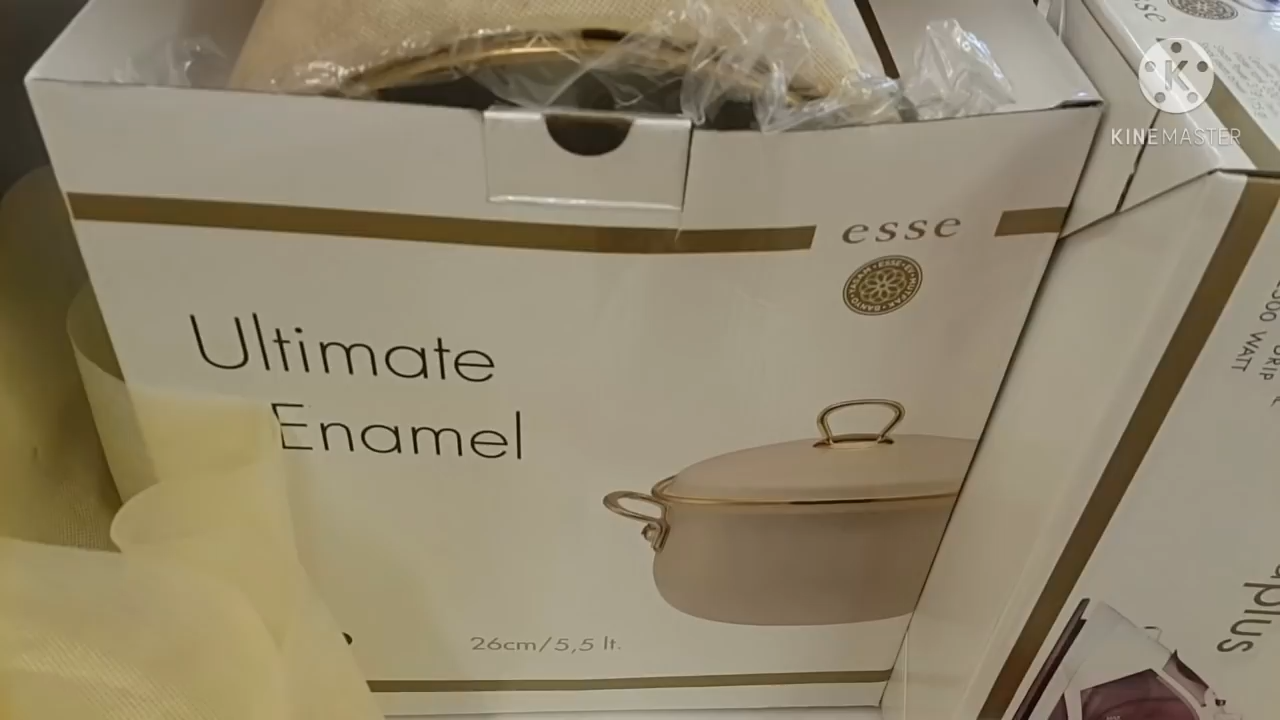 KINEMASTER
esse
Ultimate
Enamel
26cm/5,5 lt.
WATT
plus